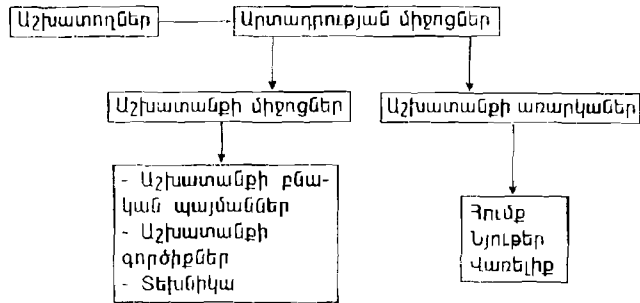 Աշխատողներ
Արտադրության միջոցներ
Աշխատանքի միջոցներ
Աշխատանքի առարկաներ
- Աշխատանքի բնա-
կան պայմաններ
- Աշխատանքի
գործիքներ
- Տեխնիկա
Հումք
Նյութեր
Վառելիք